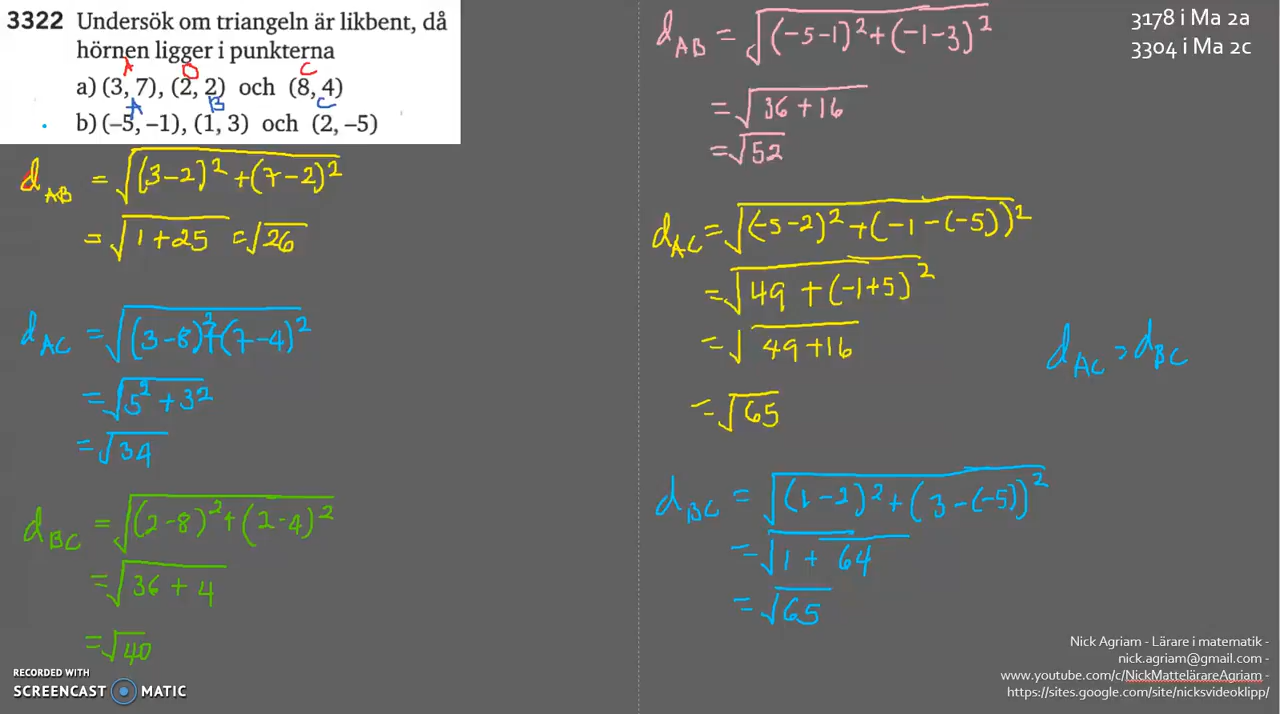 3322 Undersök om triangeln är likbent, då
hörnen ligger i punkterna
A B C
a) (3, 7), (2, 2) och (8, 4)
A B C
b) (–5, –1), (1, 3) och (2, –5)
d_AB = √((3-2)² + (7-2)²)
= √(1+25) = √26
d_AC = √((3-8)² + (7-4)²)
= √(5² + 3²)
= √34
d_BC = √((2-8)² + (2-4)²)
= √(36 + 4)
= √40
RECORDED WITH
SCREENCAST MATIC
d_AB = √((-5-1)² + (-1-3)²)
= √(36 + 16)
= √52
d_AC = √((-5-2)² + (-1-(-5))²)
= √(49 + (-1+5)²)
= √(49+16)
= √65
d_BC = √((1-2)² + (3-(-5))²)
= √(1 + 64)
= √65
3178 i Ma 2a
3304 i Ma 2c
d_AC = d_BC
Nick Agriam - Lärare i matematik -
nick.agriam@gmail.com -
www.youtube.com/c/NickMattelärareAgriam -
https://sites.google.com/site/nicksvideoklipp/